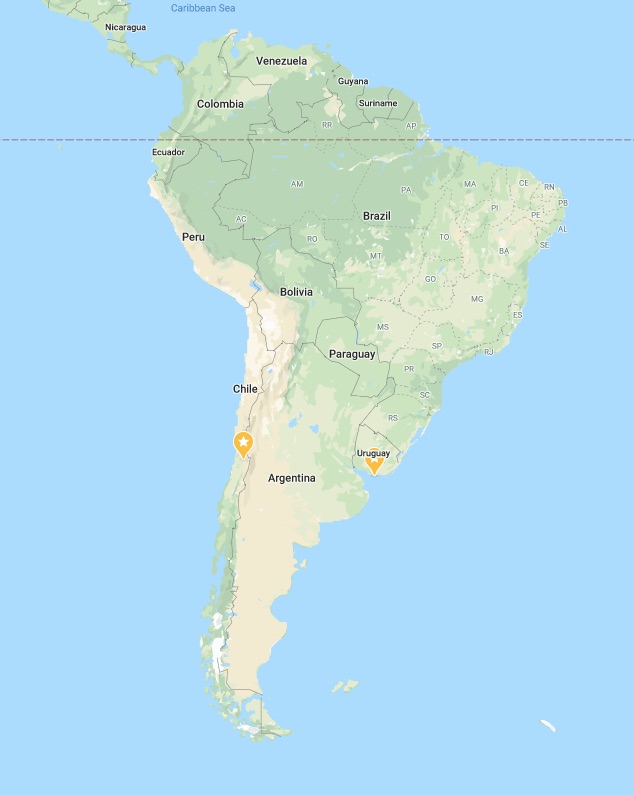 Caribbean Sea
Nicaragua
Venezuela
Guyana
Colombia
Suriname
RR
AP
Ecuador
AM
PA
MA
CE
RN
PB
PI
PE
AC
Brazil
AL
Peru
RO
TO
SE
MT
BA
GO
Bolivia
MG
ES
MS
SP
RJ
Paraguay
PR
Chile
SC
RS
Uruguay
Argentina